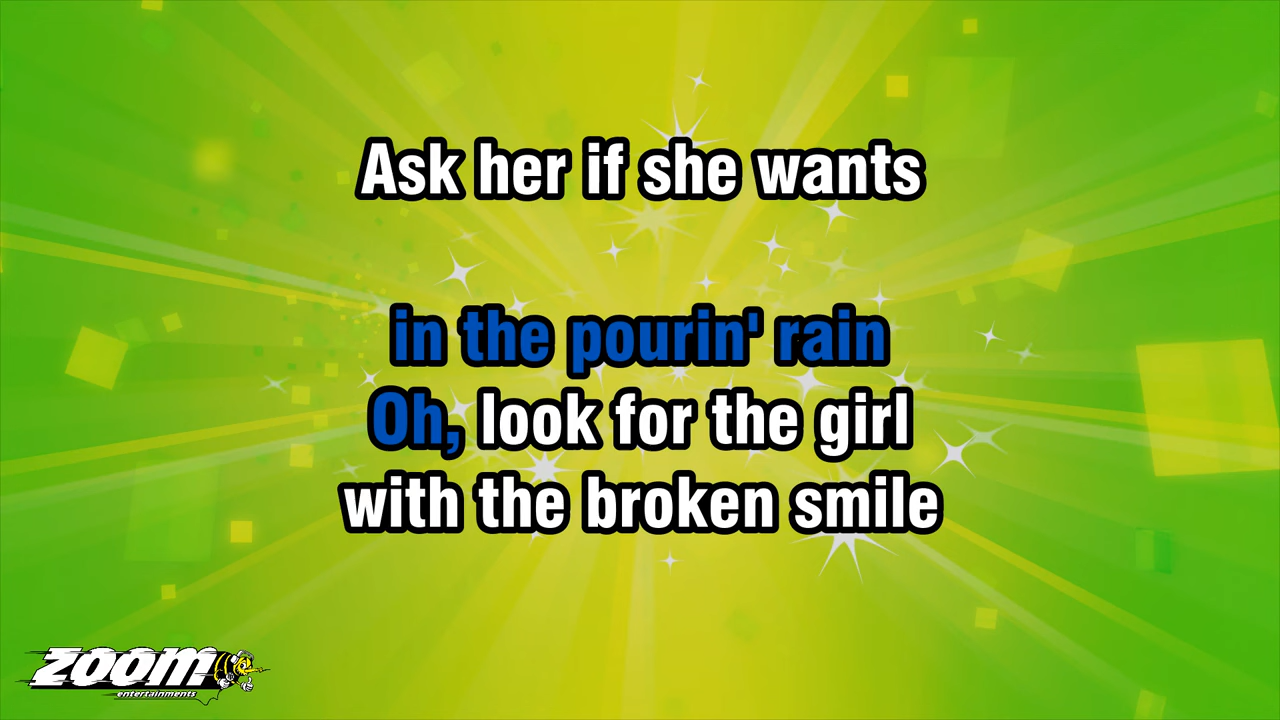 Ask her if she wants
in the pourin' rain
Oh, look for the girl
with the broken smile
zoom
entertainments